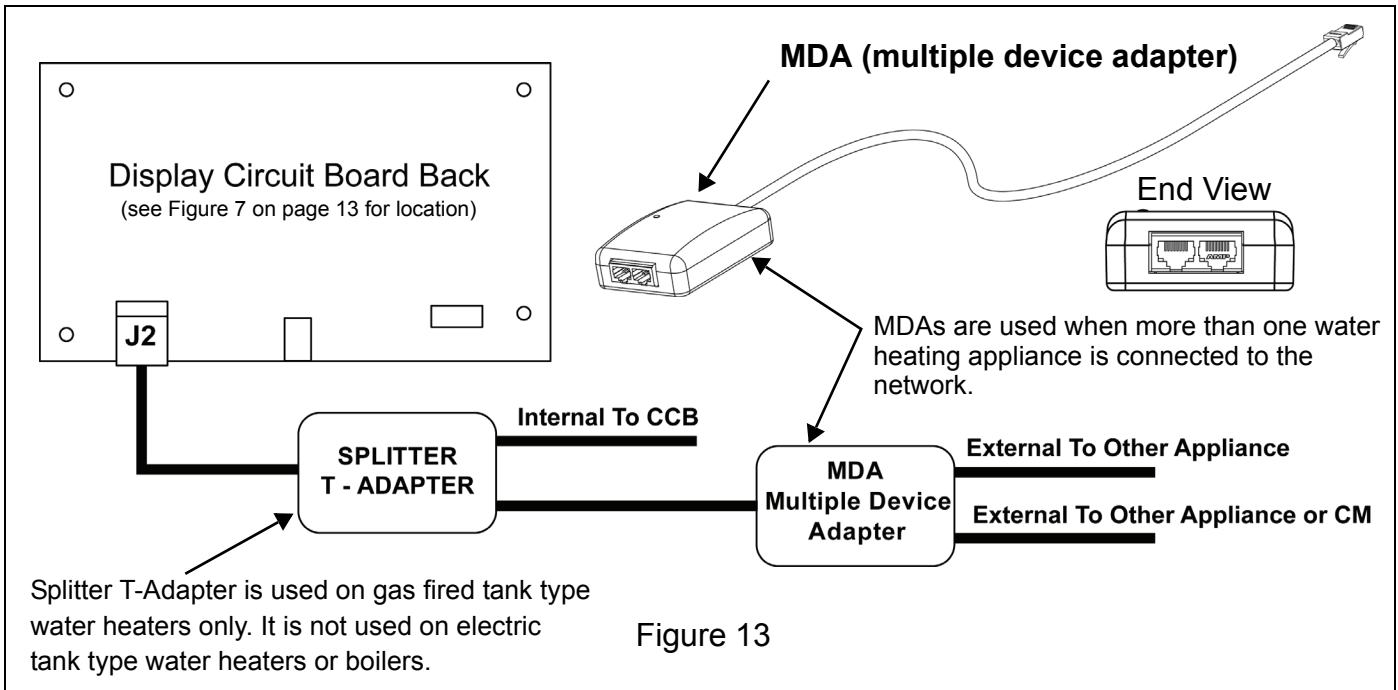 MDA (multiple device adapter)
Display Circuit Board Back
(see Figure 7 on page 13 for location)
End View
AMP
J2
MDAs are used when more than one water
heating appliance is connected to the
network.
Internal To CCB
SPLITTER
T - ADAPTER
MDA
Multiple Device
Adapter
External To Other Appliance
External To Other Appliance or CM
Splitter T-Adapter is used on gas fired tank type
water heaters only. It is not used on electric
tank type water heaters or boilers.
Figure 13